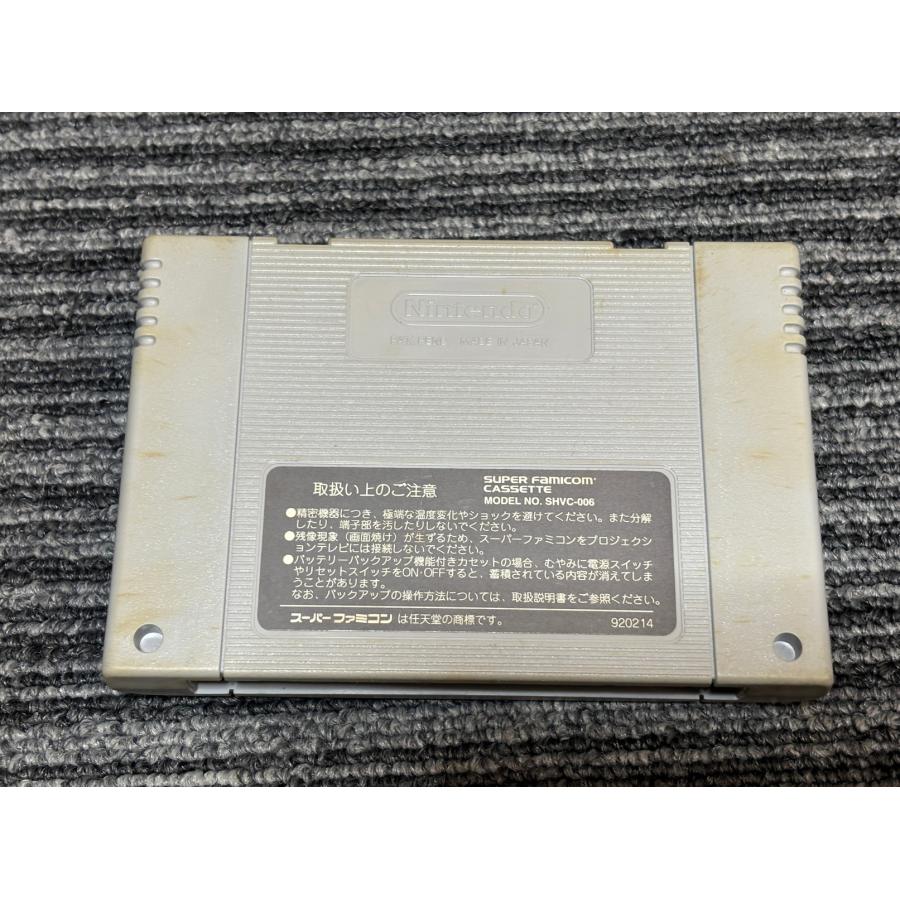 Nintendo
PAT.PEND. MADE IN JAPAN
取扱い上のご注意
SUPER FAMICOM
CASSETTE
MODEL NO. SHVC-006
●精密機器につき、極端な温度変化やショックを避けてください。また分解
したり、端子部を汚したりしないでください。
●残像現象（画面焼け）が生ずるため、スーパーファミコンをプロジェクシ
ョンテレビには接続しないでください。
●バッテリーバックアップ機能付きカセットの場合、むやみに電源スイッチ
やリセットスイッチをON・OFFすると、蓄積されている内容が消えてしま
うことがあります。
なお、バックアップの操作方法については、取扱説明書をご参照ください。
スーパーファミコンは任天堂の商標です。
920214